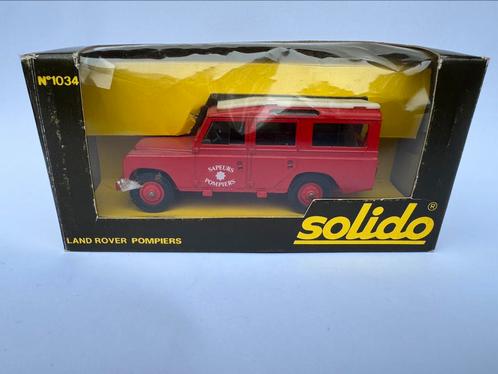 N°1034
SAPEURS
POMPIERS
solido®
LAND ROVER POMPIERS